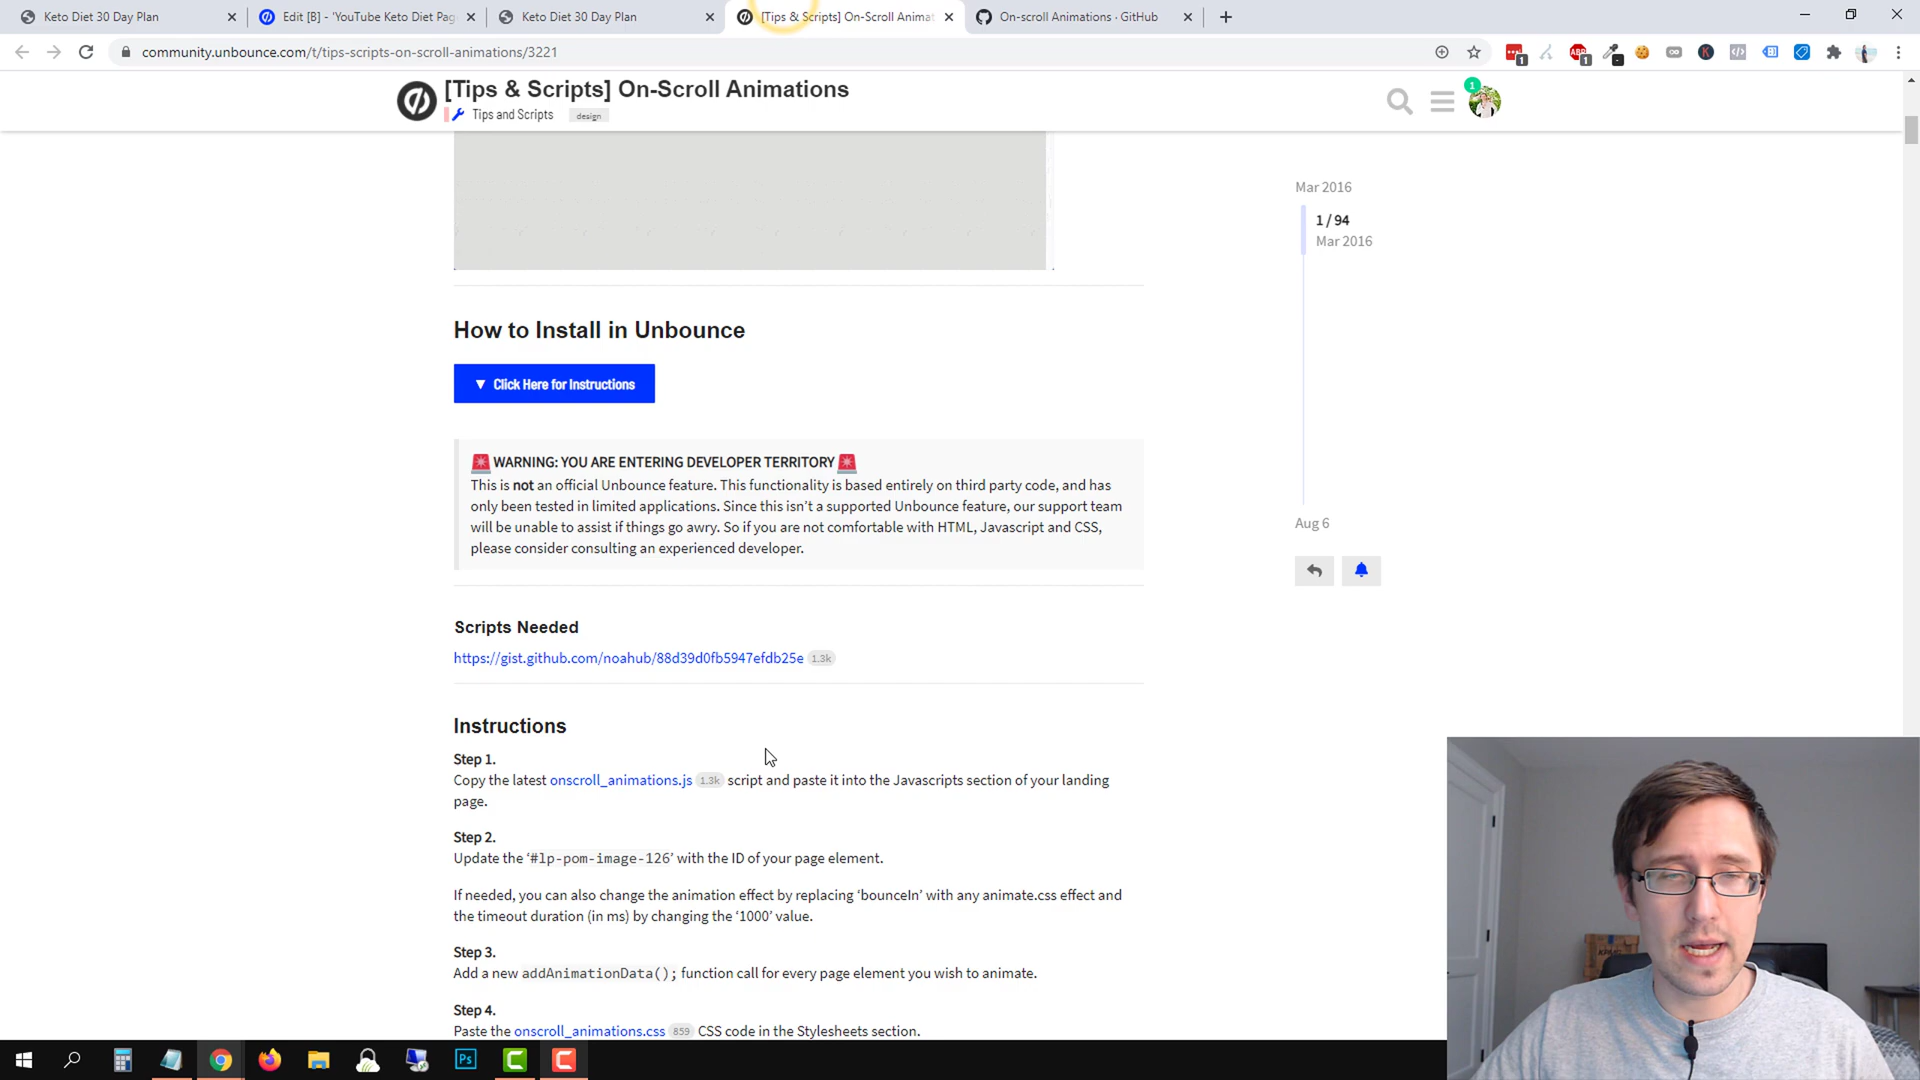 Keto Diet 30 Day Plan
Edit [B] - 'YouTube Keto Diet Pag
Keto Diet 30 Day Plan
[Tips & Scripts] On-Scroll Animat
On-scroll Animations · GitHub
community.unbounce.com/t/tips-scripts-on-scroll-animations/3221
[Tips & Scripts] On-Scroll Animations
Tips and Scripts design
1
Mar 2016
1 / 94
Mar 2016
How to Install in Unbounce
▼ Click Here for Instructions
WARNING: YOU ARE ENTERING DEVELOPER TERRITORY
This is not an official Unbounce feature. This functionality is based entirely on third party code, and has
only been tested in limited applications. Since this isn't a supported Unbounce feature, our support team
will be unable to assist if things go awry. So if you are not comfortable with HTML, Javascript and CSS,
please consider consulting an experienced developer.
Aug 6
Scripts Needed
https://gist.github.com/noahub/88d39d0fb5947efdb25e 1.3k
Instructions
Step 1.
Copy the latest onscroll_animations.js 1.3k script and paste it into the Javascripts section of your landing
page.
Step 2.
Update the ‘#lp-pom-image-126’ with the ID of your page element.
If needed, you can also change the animation effect by replacing ‘bounceIn’ with any animate.css effect and
the timeout duration (in ms) by changing the ‘1000’ value.
Step 3.
Add a new addAnimationData(); function call for every page element you wish to animate.
Step 4.
Paste the onscroll_animations.css 859 CSS code in the Stylesheets section.
Ps